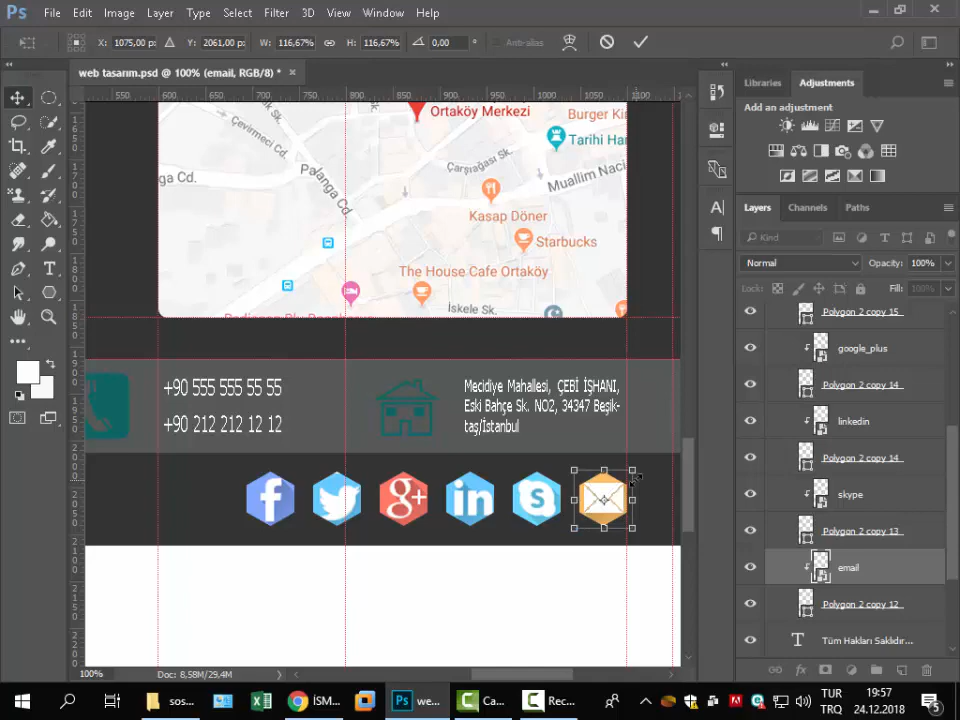 Ps File Edit Image Layer Type Select Filter 3D View Window Help
X: 1075,00 px Y: 2061,00 px W: 116,67% H: 116,67% 0,00 ° Anti-alias
web tasarım.psd @ 100% (email, RGB/8) * ×
550 650 700 750 800 850 900 950 1000 1050 1100
Ortaköy Merkezi
Burger Ki
Tarihi Har
Çevirmeci Cd.
Palanga Cd.
ga Cd.
Çarşıağası Sk.
Muallim Naci
Kasap Döner
Starbucks
The House Cafe Ortaköy
İskele Sk.
+90 555 555 55 55
+90 212 212 12 12
Mecidiye Mahallesi, ÇEBİ İŞHANI,
Eski Bahçe Sk. NO2, 34347 Beşik-
taş/İstanbul
f g+ in S
100% Doc: 8,58M/29,4M
Libraries Adjustments
Add an adjustment
Layers Channels Paths
Kind
Normal Opacity: 100%
Lock: Fill: 100%
Polygon 2 copy 15
google_plus
Polygon 2 copy 14
linkedin
Polygon 2 copy 14
skype
Polygon 2 copy 13
email
Polygon 2 copy 12
Tüm Hakları Saklıdır...
sos... İSM... we... Ca... Rec...
TUR 19:57
TRQ 24.12.2018
5